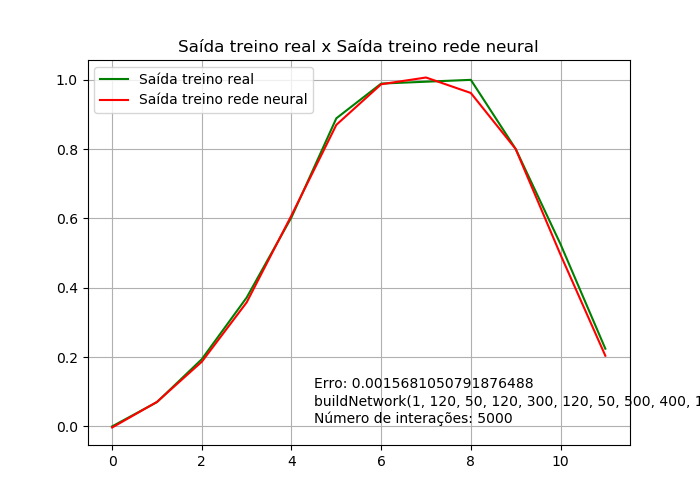 Saída treino real x Saída treino rede neural
Saída treino real
Saída treino rede neural
1.0
0.8
0.6
0.4
0.2
0.0
Erro: 0.0015681050791876488
buildNetwork(1, 120, 50, 120, 300, 120, 50, 500, 400, 1
Número de interações: 5000
0 2 4 6 8 10